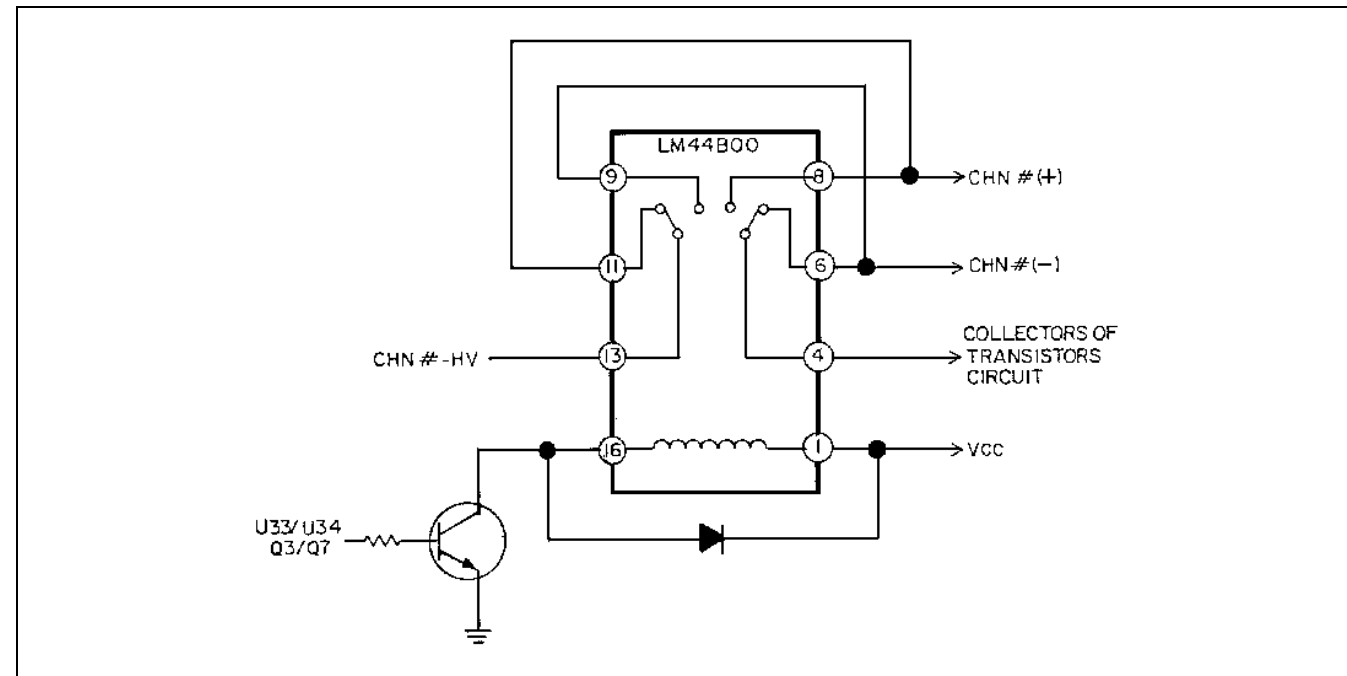 LM44B00
9
8
CHN #(+)
11
6
CHN#(-)
CHN #-HV
13
4
COLLECTORS OF
TRANSISTORS
CIRCUIT
16
1
VCC
U33/U34
Q3/Q7